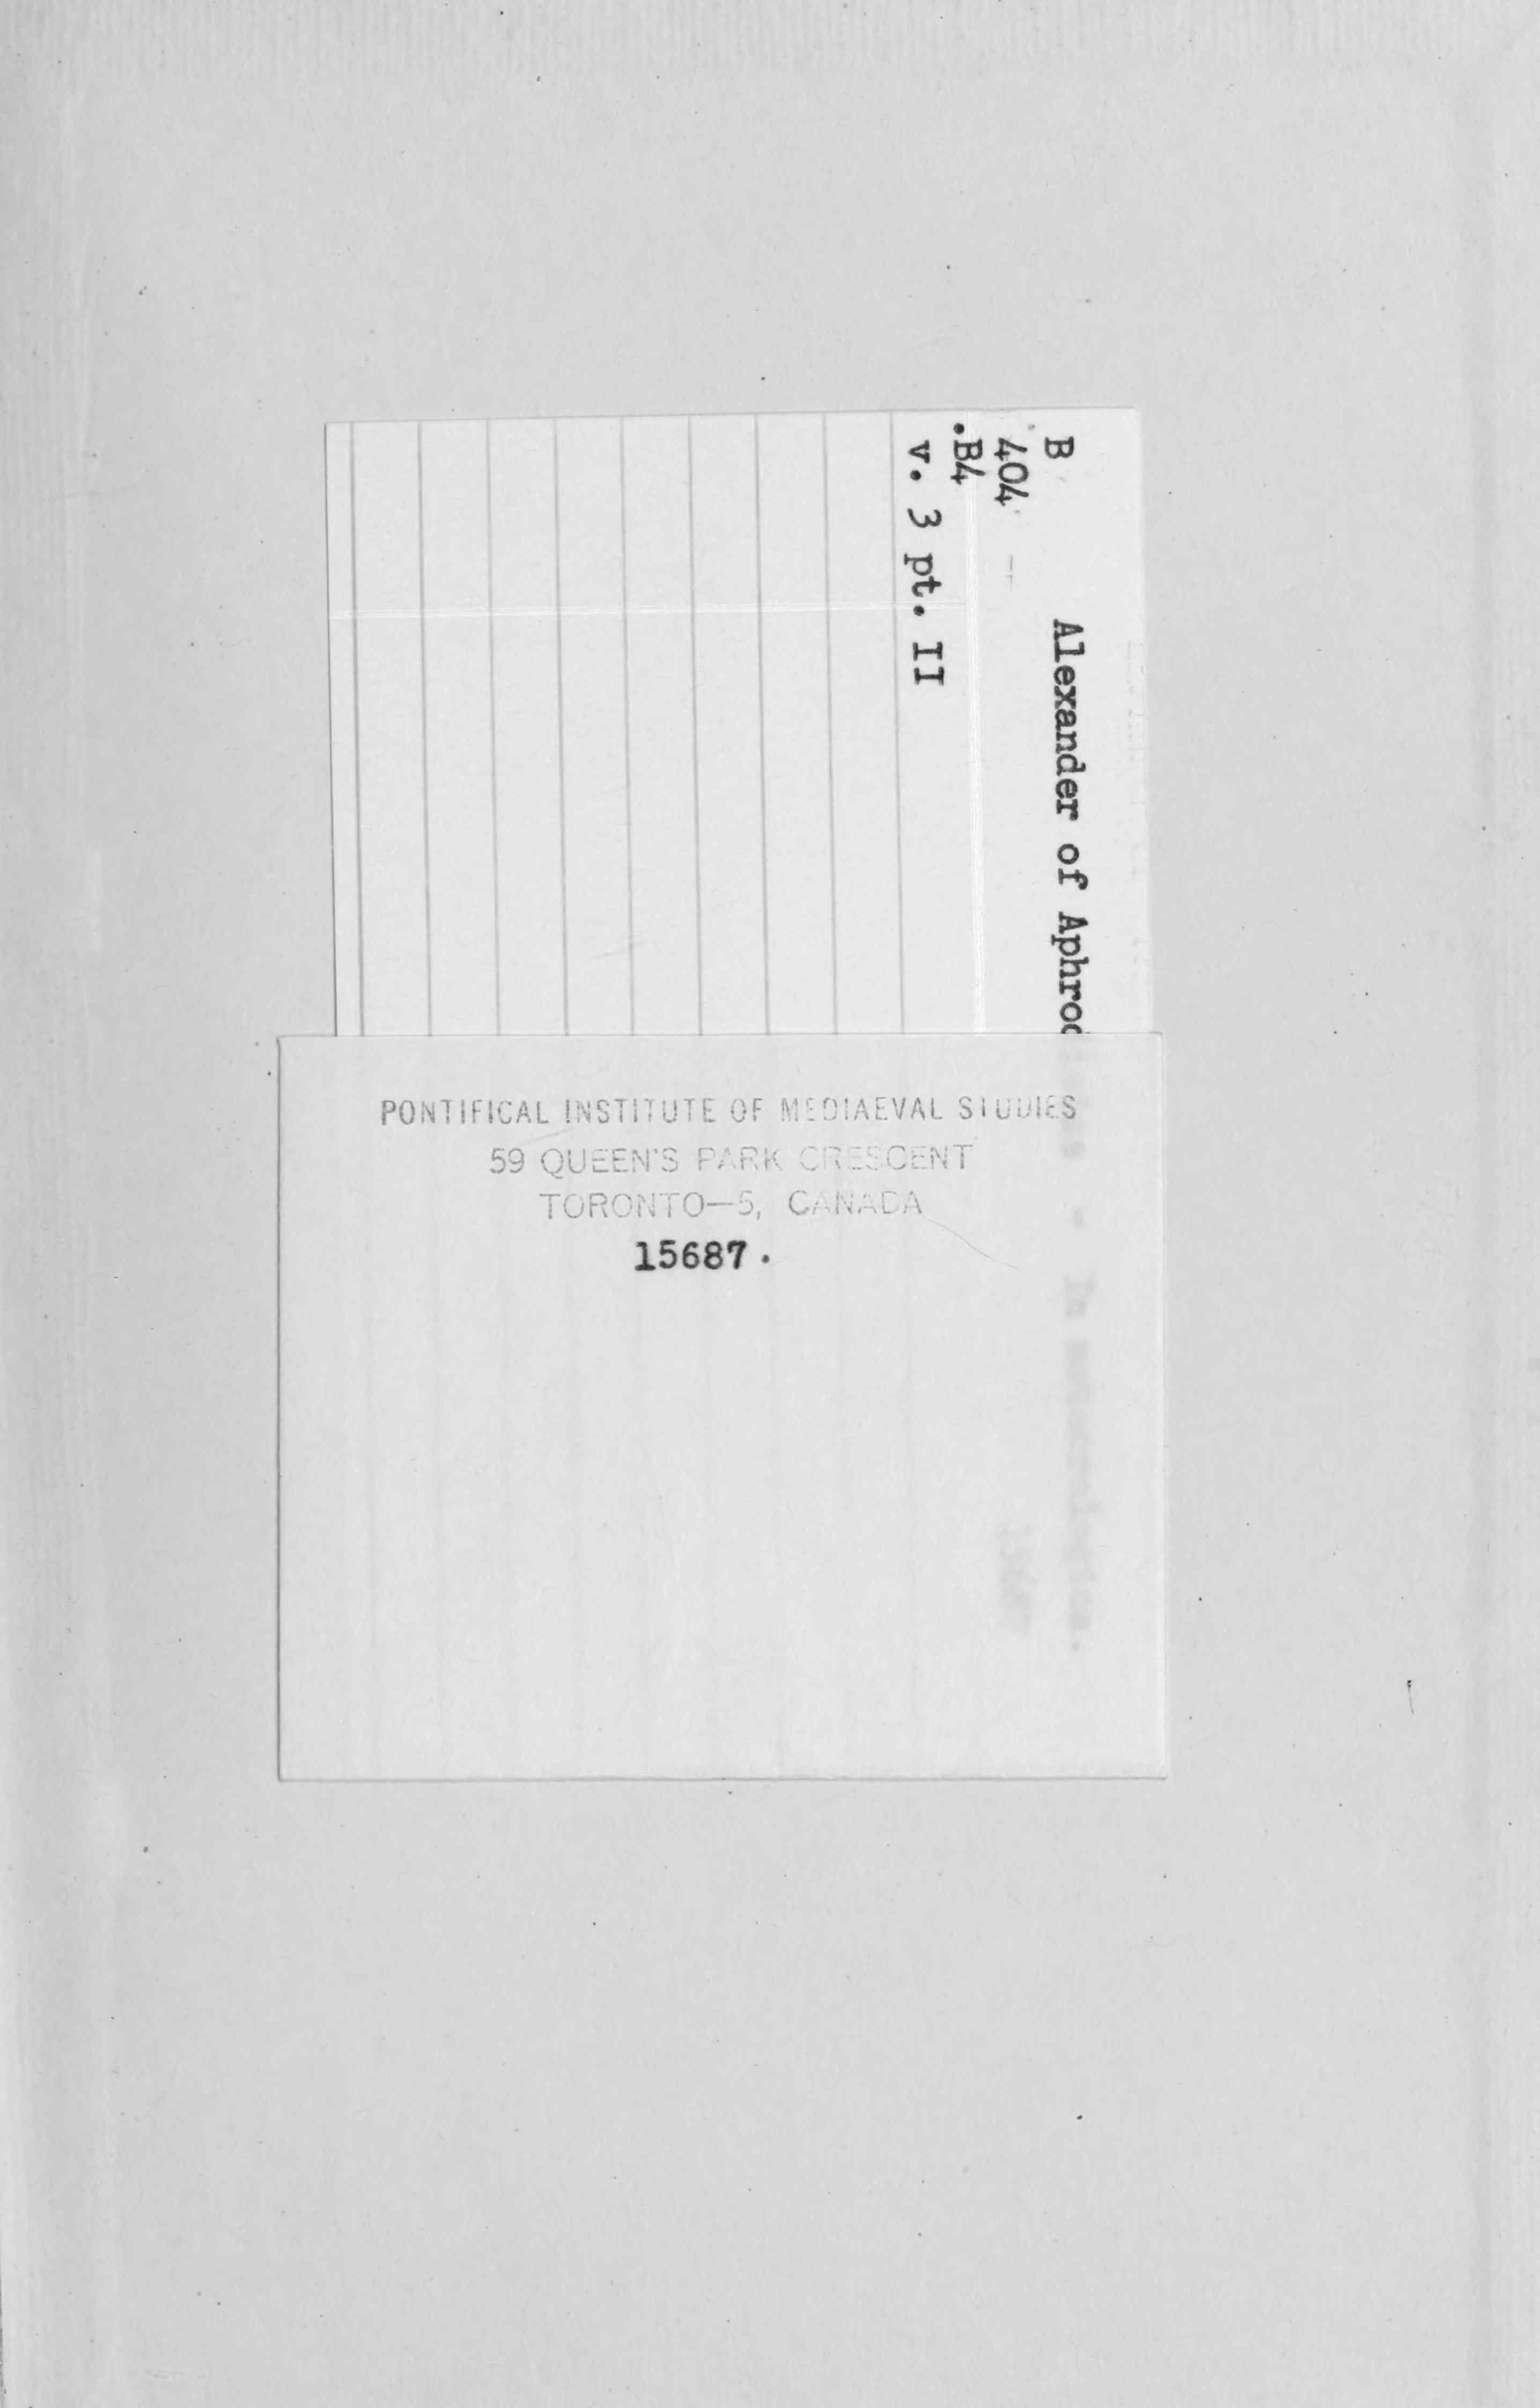 B
404
.B4
v. 3 pt. II
Alexander of Aphrod
PONTIFICAL INSTITUTE OF MEDIAEVAL STUDIES
59 QUEEN'S PARK CRESCENT
TORONTO—5, CANADA
15687.